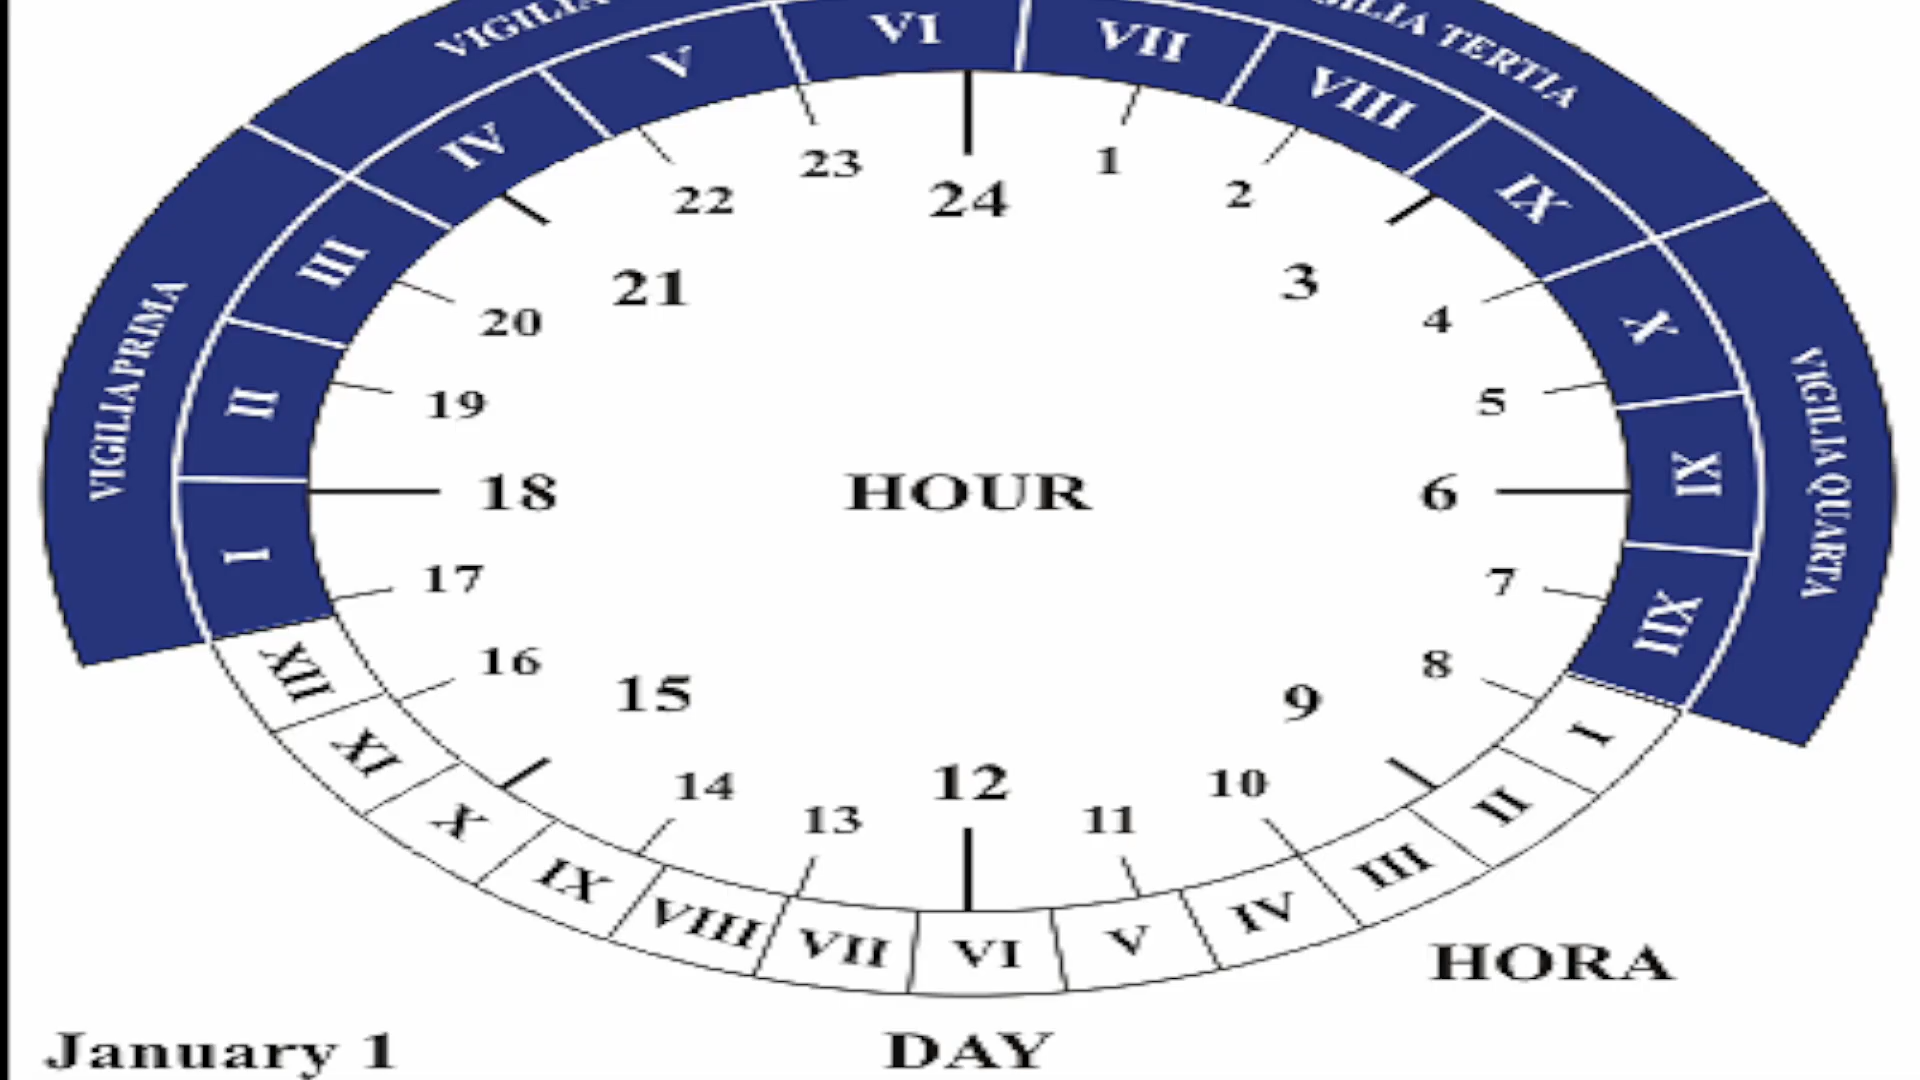 VIGILIA
TERTIA
VIGILIA PRIMA
VIGILIA QUARTA
I
II
III
IV
V
VI
VII
VIII
IX
X
XI
XII
24
1
2
3
4
5
6
7
8
9
10
11
12
13
14
15
16
17
18
19
20
21
22
23
HOUR
I
II
III
IV
V
VI
VII
VIII
IX
X
XI
XII
HORA
January 1
DAY